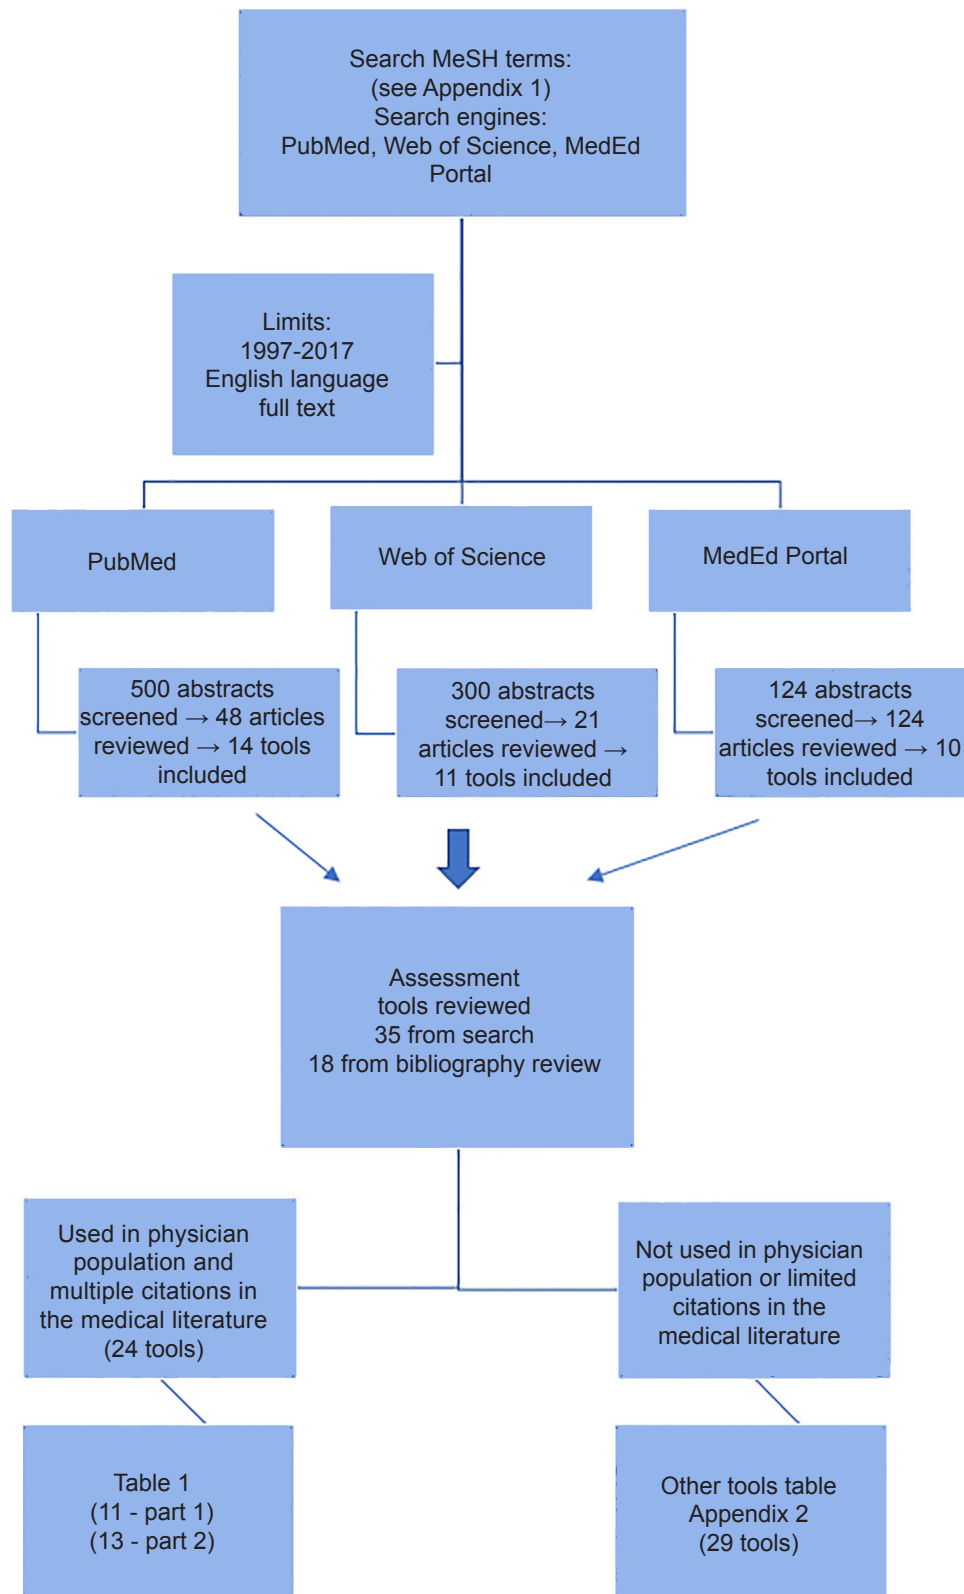 Search MeSH terms:
(see Appendix 1)
Search engines:
PubMed, Web of Science, MedEd
Portal
Limits:
1997-2017
English language
full text
PubMed
Web of Science
MedEd Portal
500 abstracts
screened → 48 articles
reviewed → 14 tools
included
300 abstracts
screened→ 21
articles reviewed →
11 tools included
124 abstracts
screened→ 124
articles reviewed → 10
tools included
Assessment
tools reviewed
35 from search
18 from bibliography review
Used in physician
population and
multiple citations in
the medical literature
(24 tools)
Not used in physician
population or limited
citations in the
medical literature
Table 1
(11 - part 1)
(13 - part 2)
Other tools table
Appendix 2
(29 tools)